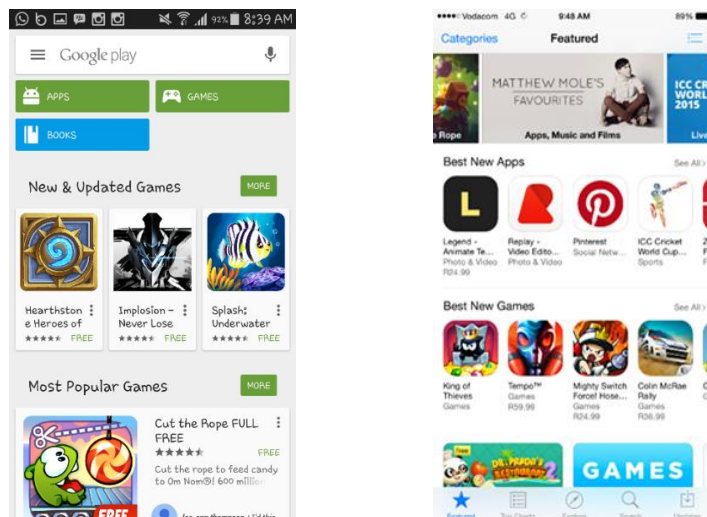 92% 8:39 AM
Google play
APPS
GAMES
BOOKS
New & Updated Games
MORE
Hearthston
e Heroes of
FREE
Implosion -
Never Lose
FREE
Splash:
Underwater
FREE
Most Popular Games
MORE
Cut the Rope FULL
FREE
FREE
Cut the rope to feed candy
to Om Nom®! 600 million
FREE
Vodacom 4G 9:48 AM 89%
Categories Featured
MATTHEW MOLE'S
FAVOURITES
ICC CR
WORL
2015
Rope
Apps, Music and Films
Live
Best New Apps
See All >
L
Legend -
Animate Te...
Photo & Video
R24.99
Replay -
Video Edito...
Photo & Video
Pinterest
Social Netw...
ICC Cricket
World Cup...
Sports
Best New Games
See All >
King of
Thieves
Games
Tempo™
Games
R59.99
Mighty Switch
Force! Hose...
Games
R24.99
Colin McRae
Rally
Games
R36.99
Free
DR. PANDA'S
RESTAURANT 2
GAMES
Featured
Top Charts
Explore
Search
Updates